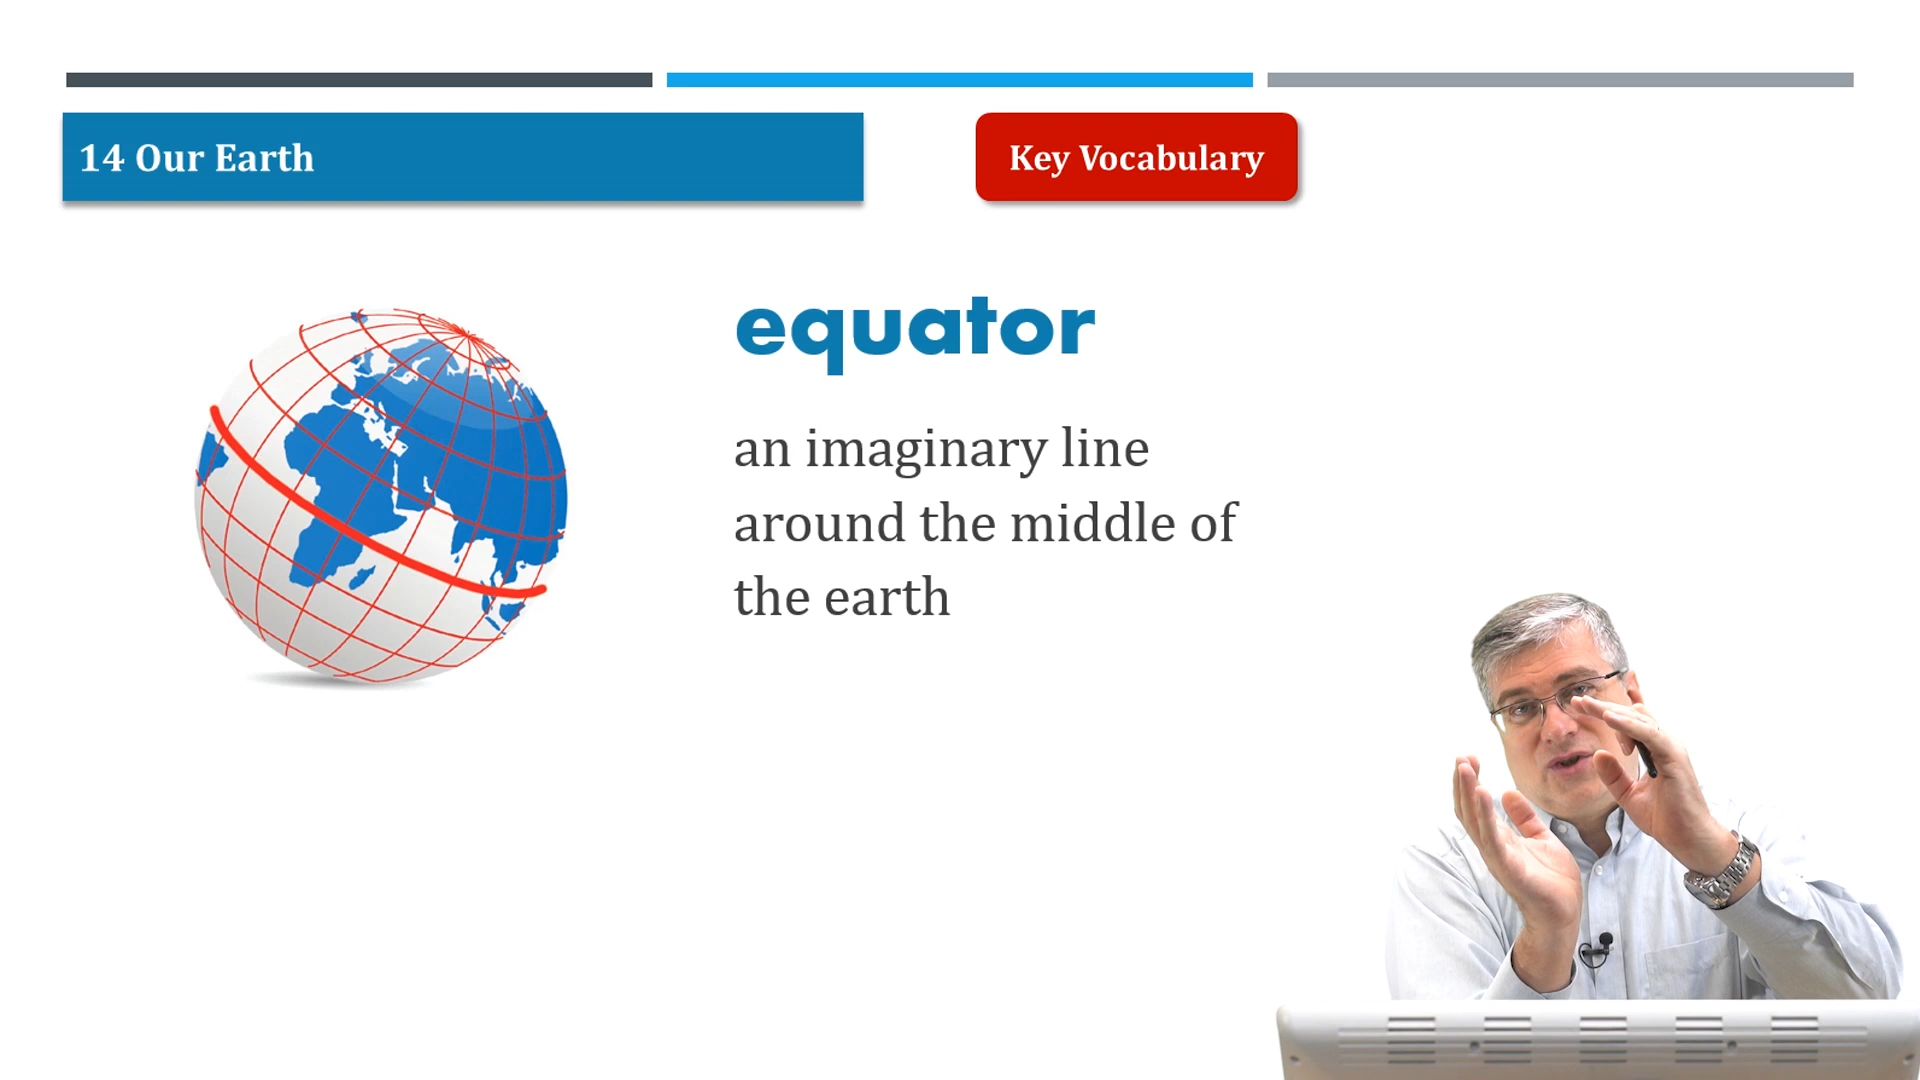 14 Our Earth
Key Vocabulary
equator
an imaginary line
around the middle of
the earth